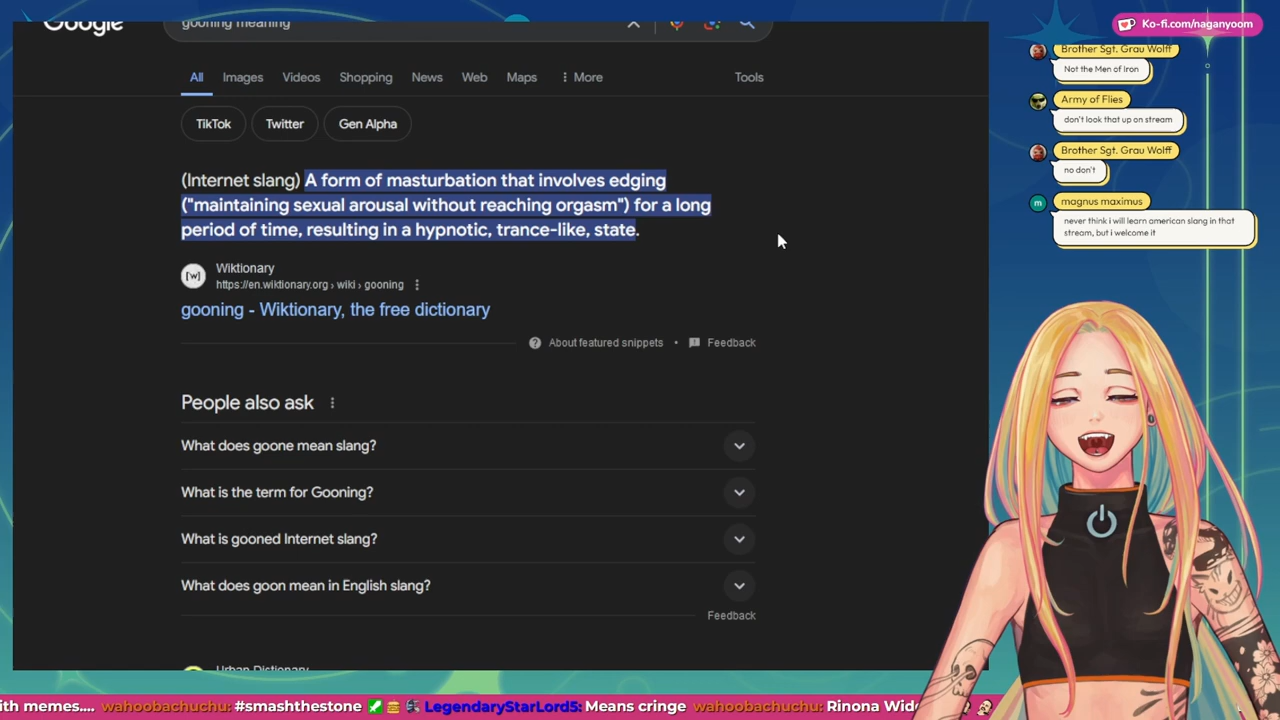 Google
gooning meaning
All Images Videos Shopping News Web Maps More Tools
TikTok Twitter Gen Alpha
(Internet slang) A form of masturbation that involves edging
("maintaining sexual arousal without reaching orgasm") for a long
period of time, resulting in a hypnotic, trance-like, state.
[w] Wiktionary
https://en.wiktionary.org › wiki › gooning
gooning - Wiktionary, the free dictionary
About featured snippets • Feedback
People also ask
What does goone mean slang?
What is the term for Gooning?
What is gooned Internet slang?
What does goon mean in English slang?
Feedback
Urban Dictionary
Ko-fi.com/naganyoom
Brother Sgt. Grau Wolff
Not the Men of Iron
Army of Flies
don't look that up on stream
Brother Sgt. Grau Wolff
no don't
m magnus maximus
never think i will learn american slang in that
stream, but i welcome it
ith memes.... wahoobachuchu: #smashthestone LegendaryStarLord5: Means cringe wahoobachuchu: Rinona Wide